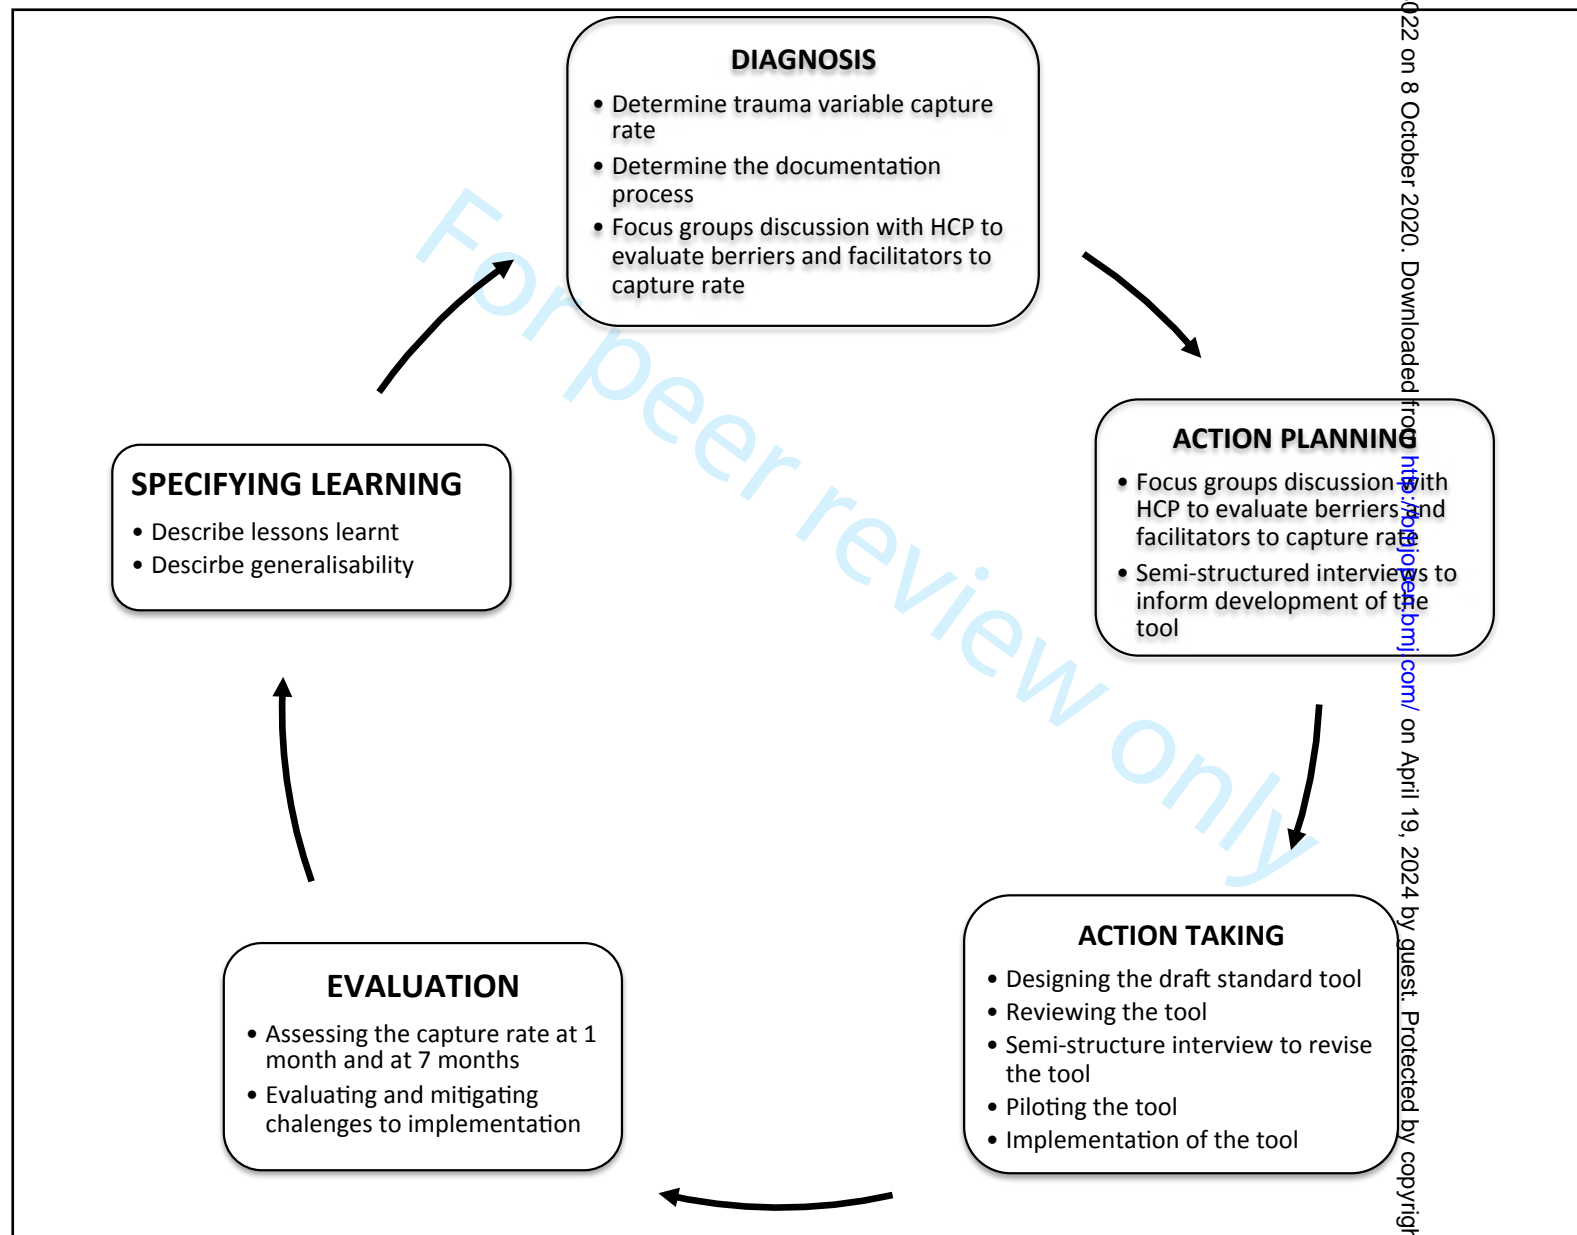 DIAGNOSIS
• Determine trauma variable capture
rate
• Determine the documentation
process
• Focus groups discussion with HCP to
evaluate berriers and facilitators to
capture rate
ACTION PLANNING
• Focus groups discussion with
HCP to evaluate berriers and
facilitators to capture rate
• Semi-structured interviews to
inform development of the
tool
ACTION TAKING
• Designing the draft standard tool
• Reviewing the tool
• Semi-structure interview to revise
the tool
• Piloting the tool
• Implementation of the tool
EVALUATION
• Assessing the capture rate at 1
month and at 7 months
• Evaluating and mitigating
chalenges to implementation
SPECIFYING LEARNING
• Describe lessons learnt
• Descirbe generalisability
For peer review only
022 on 8 October 2020. Downloaded from http://bmjopen.bmj.com/ on April 19, 2024 by guest. Protected by copyrigh